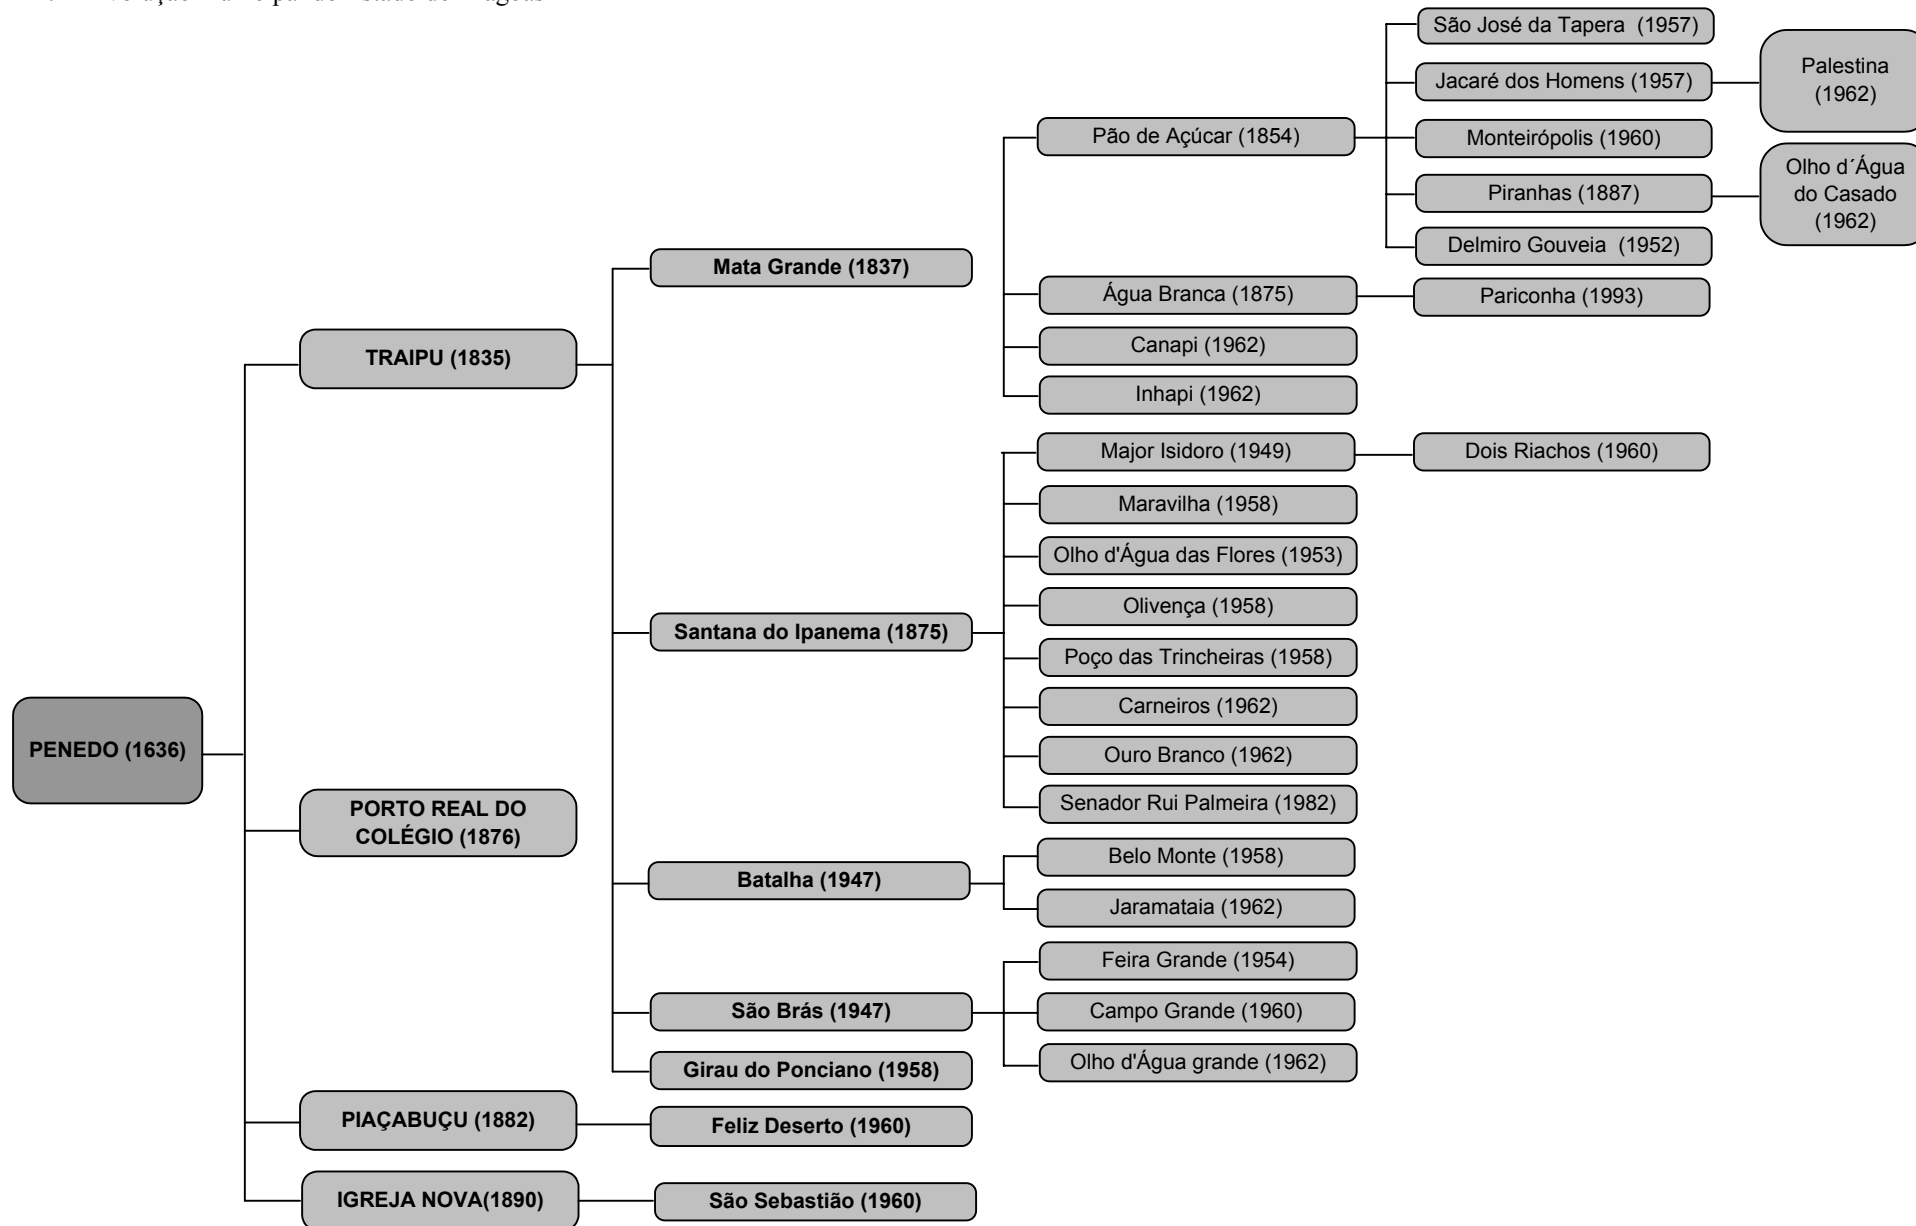 São José da Tapera (1957)
Jacaré dos Homens (1957)
Palestina
(1962)
Pão de Açúcar (1854)
Monteirópolis (1960)
Olho d´Água
do Casado
(1962)
Piranhas (1887)
Delmiro Gouveia (1952)
Mata Grande (1837)
Água Branca (1875)
Pariconha (1993)
TRAIPU (1835)
Canapi (1962)
Inhapi (1962)
Major Isidoro (1949)
Dois Riachos (1960)
Maravilha (1958)
Olho d'Água das Flores (1953)
Olivença (1958)
Santana do Ipanema (1875)
Poço das Trincheiras (1958)
Carneiros (1962)
PENEDO (1636)
Ouro Branco (1962)
Senador Rui Palmeira (1982)
PORTO REAL DO
COLÉGIO (1876)
Belo Monte (1958)
Batalha (1947)
Jaramataia (1962)
Feira Grande (1954)
São Brás (1947)
Campo Grande (1960)
Olho d'Água grande (1962)
Girau do Ponciano (1958)
PIAÇABUÇU (1882)
Feliz Deserto (1960)
IGREJA NOVA(1890)
São Sebastião (1960)